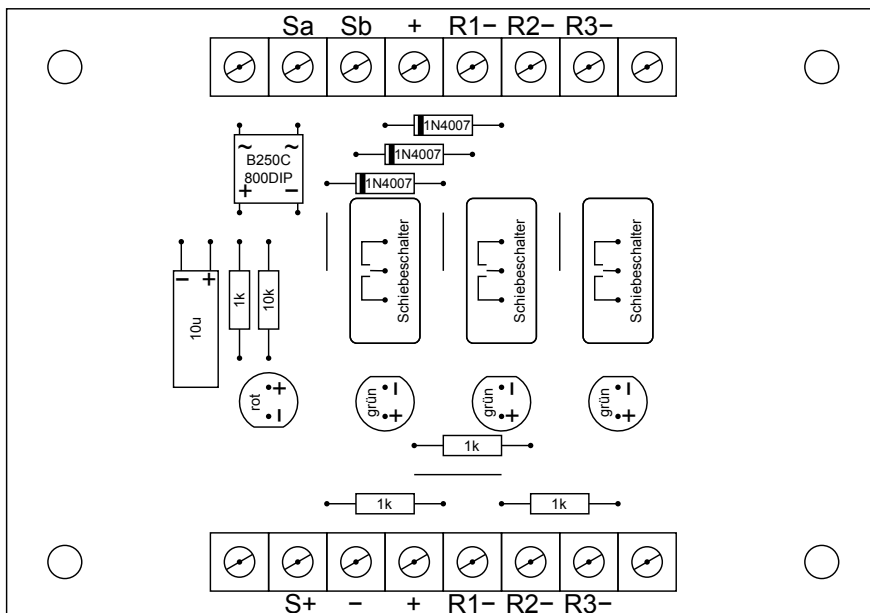 Sa Sb + R1− R2− R3−
1N4007
1N4007
1N4007
~ ~
B250C
800DIP
+ −
Schiebeschalter
Schiebeschalter
Schiebeschalter
− +
10u
1k
10k
rot
+
−
grün
−
+
grün
−
+
grün
−
+
1k
1k
1k
S+ − + R1− R2− R3−